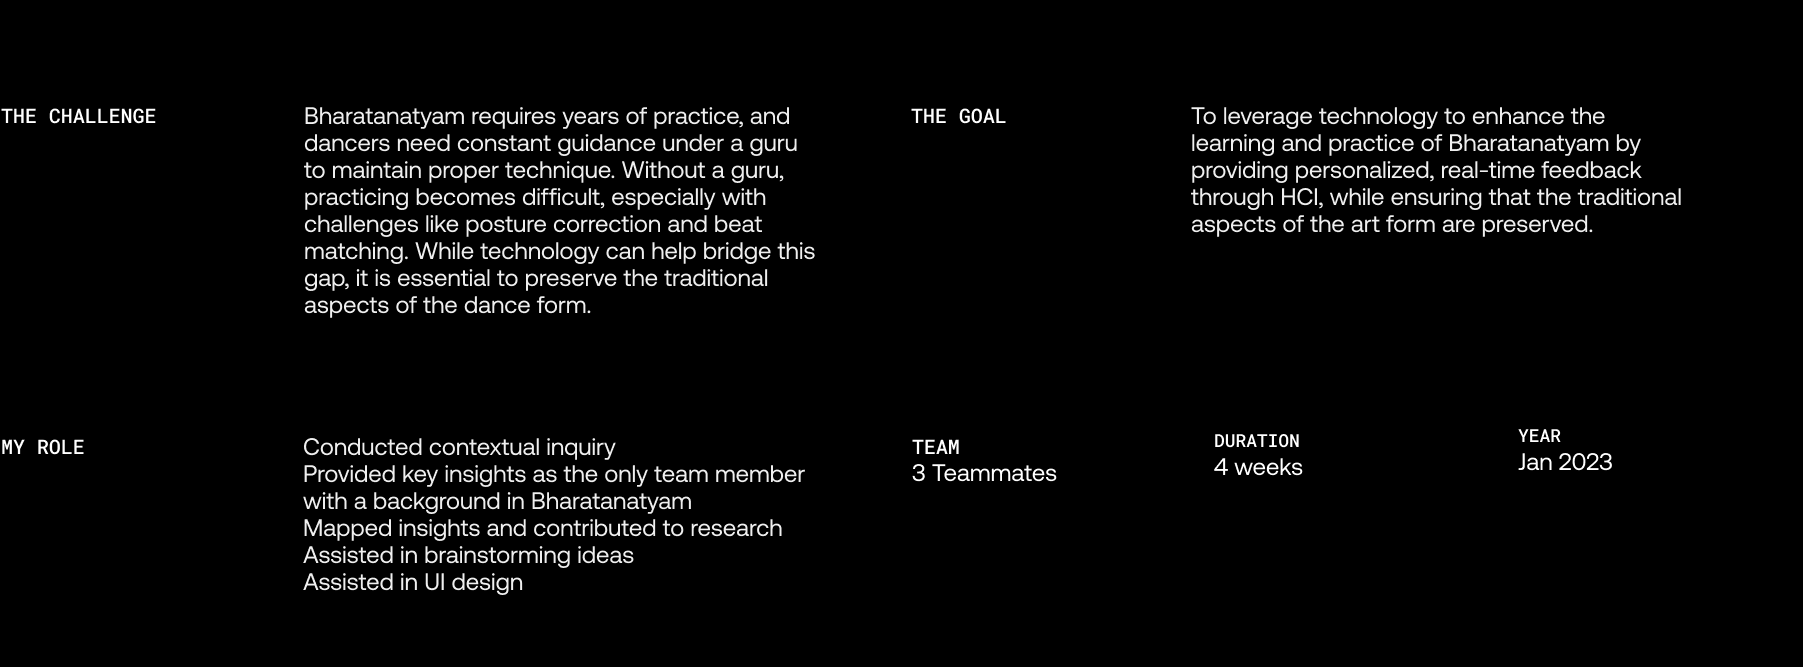 THE CHALLENGE
Bharatanatyam requires years of practice, and
dancers need constant guidance under a guru
to maintain proper technique. Without a guru,
practicing becomes difficult, especially with
challenges like posture correction and beat
matching. While technology can help bridge this
gap, it is essential to preserve the traditional
aspects of the dance form.
THE GOAL
To leverage technology to enhance the
learning and practice of Bharatanatyam by
providing personalized, real-time feedback
through HCI, while ensuring that the traditional
aspects of the art form are preserved.
MY ROLE
Conducted contextual inquiry
Provided key insights as the only team member
with a background in Bharatanatyam
Mapped insights and contributed to research
Assisted in brainstorming ideas
Assisted in UI design
TEAM
3 Teammates
DURATION
4 weeks
YEAR
Jan 2023